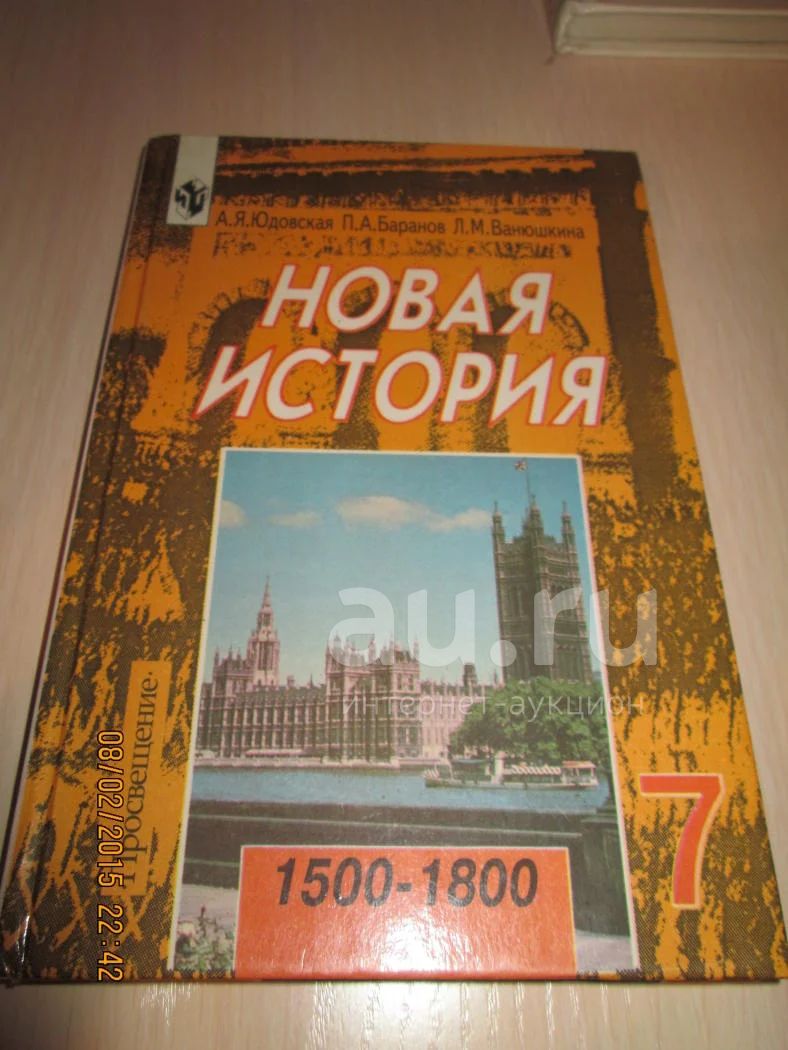 А.Я.Юдовская П.А.Баранов Л.М.Ванюшкина
НОВАЯ
ИСТОРИЯ
au.ru
интернет-аукцион
Просвещение
7
1500-1800
08/02/2015 22:42